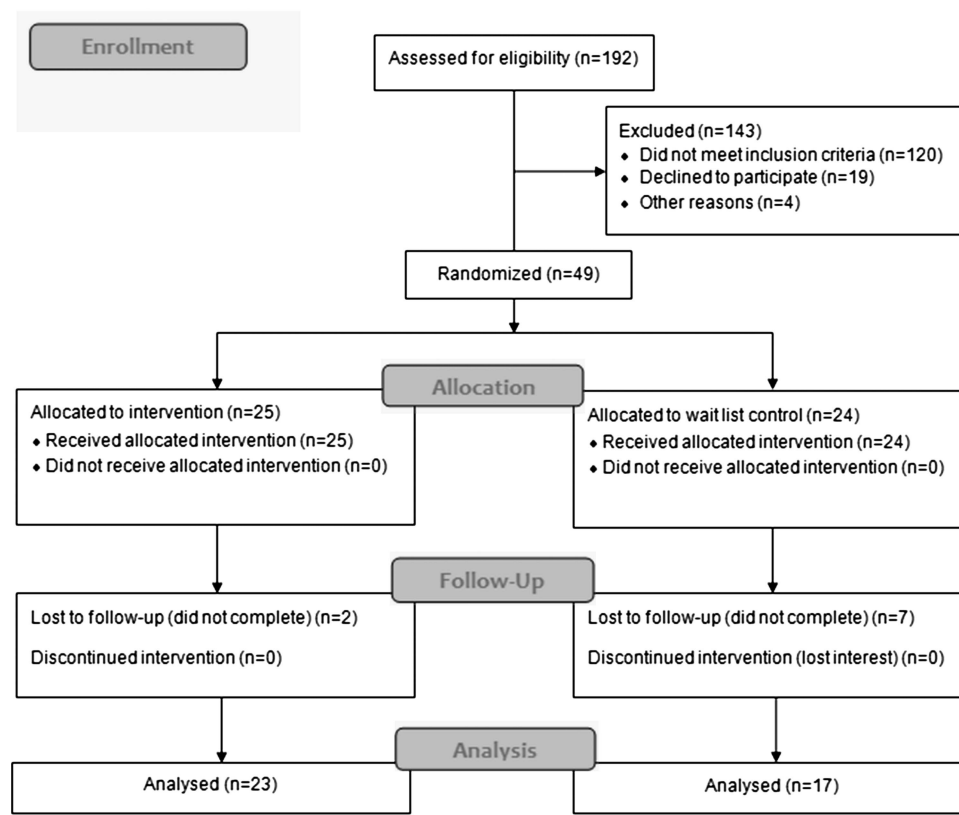 Enrollment
Assessed for eligibility (n=192)
Excluded (n=143)
• Did not meet inclusion criteria (n=120)
• Declined to participate (n=19)
• Other reasons (n=4)
Randomized (n=49)
Allocation
Allocated to intervention (n=25)
• Received allocated intervention (n=25)
• Did not receive allocated intervention (n=0)
Allocated to wait list control (n=24)
• Received allocated intervention (n=24)
• Did not receive allocated intervention (n=0)
Follow-Up
Lost to follow-up (did not complete) (n=2)
Discontinued intervention (n=0)
Lost to follow-up (did not complete) (n=7)
Discontinued intervention (lost interest) (n=0)
Analysis
Analysed (n=23)
Analysed (n=17)